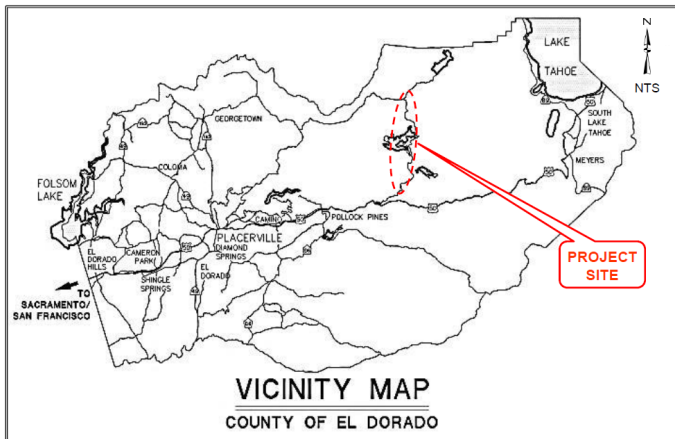 N
NTS
LAKE
TAHOE
SOUTH
LAKE
TAHOE
MEYERS
GEORGETOWN
COLOMA
FOLSOM
LAKE
CAMINO
POLLOCK PINES
PLACERVILLE
DIAMOND
SPRINGS
EL
DORADO
HILLS
CAMERON
PARK
SHINGLE
SPRINGS
EL
DORADO
TO
SACRAMENTO/
SAN FRANCISCO
PROJECT
SITE
50
50
VICINITY MAP
COUNTY OF EL DORADO